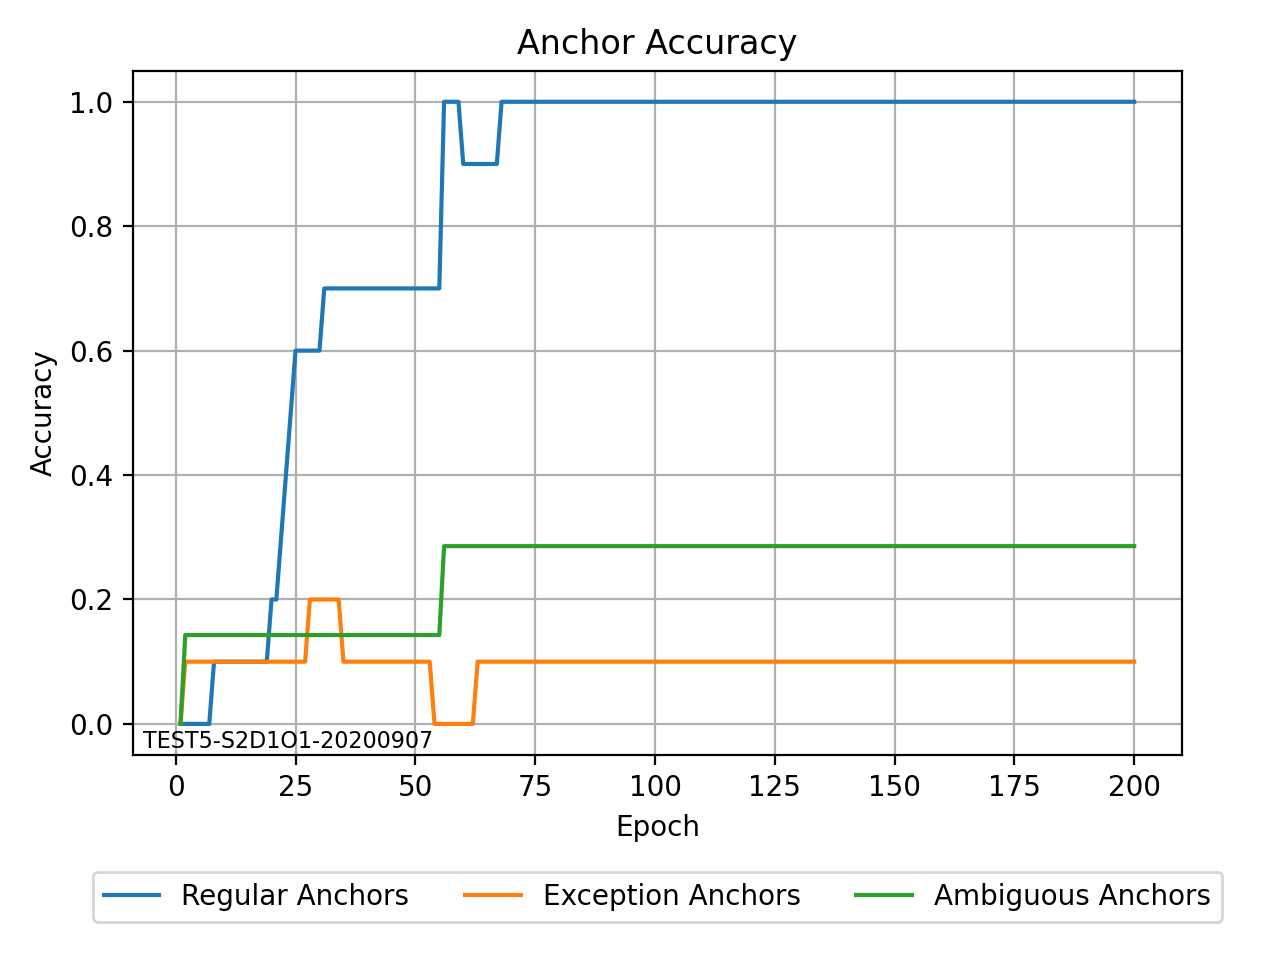 Anchor Accuracy
1.0
0.8
0.6
0.4
0.2
0.0
Accuracy
TEST5-S2D1O1-20200907
0 25 50 75 100 125 150 175 200
Epoch
Regular Anchors Exception Anchors Ambiguous Anchors